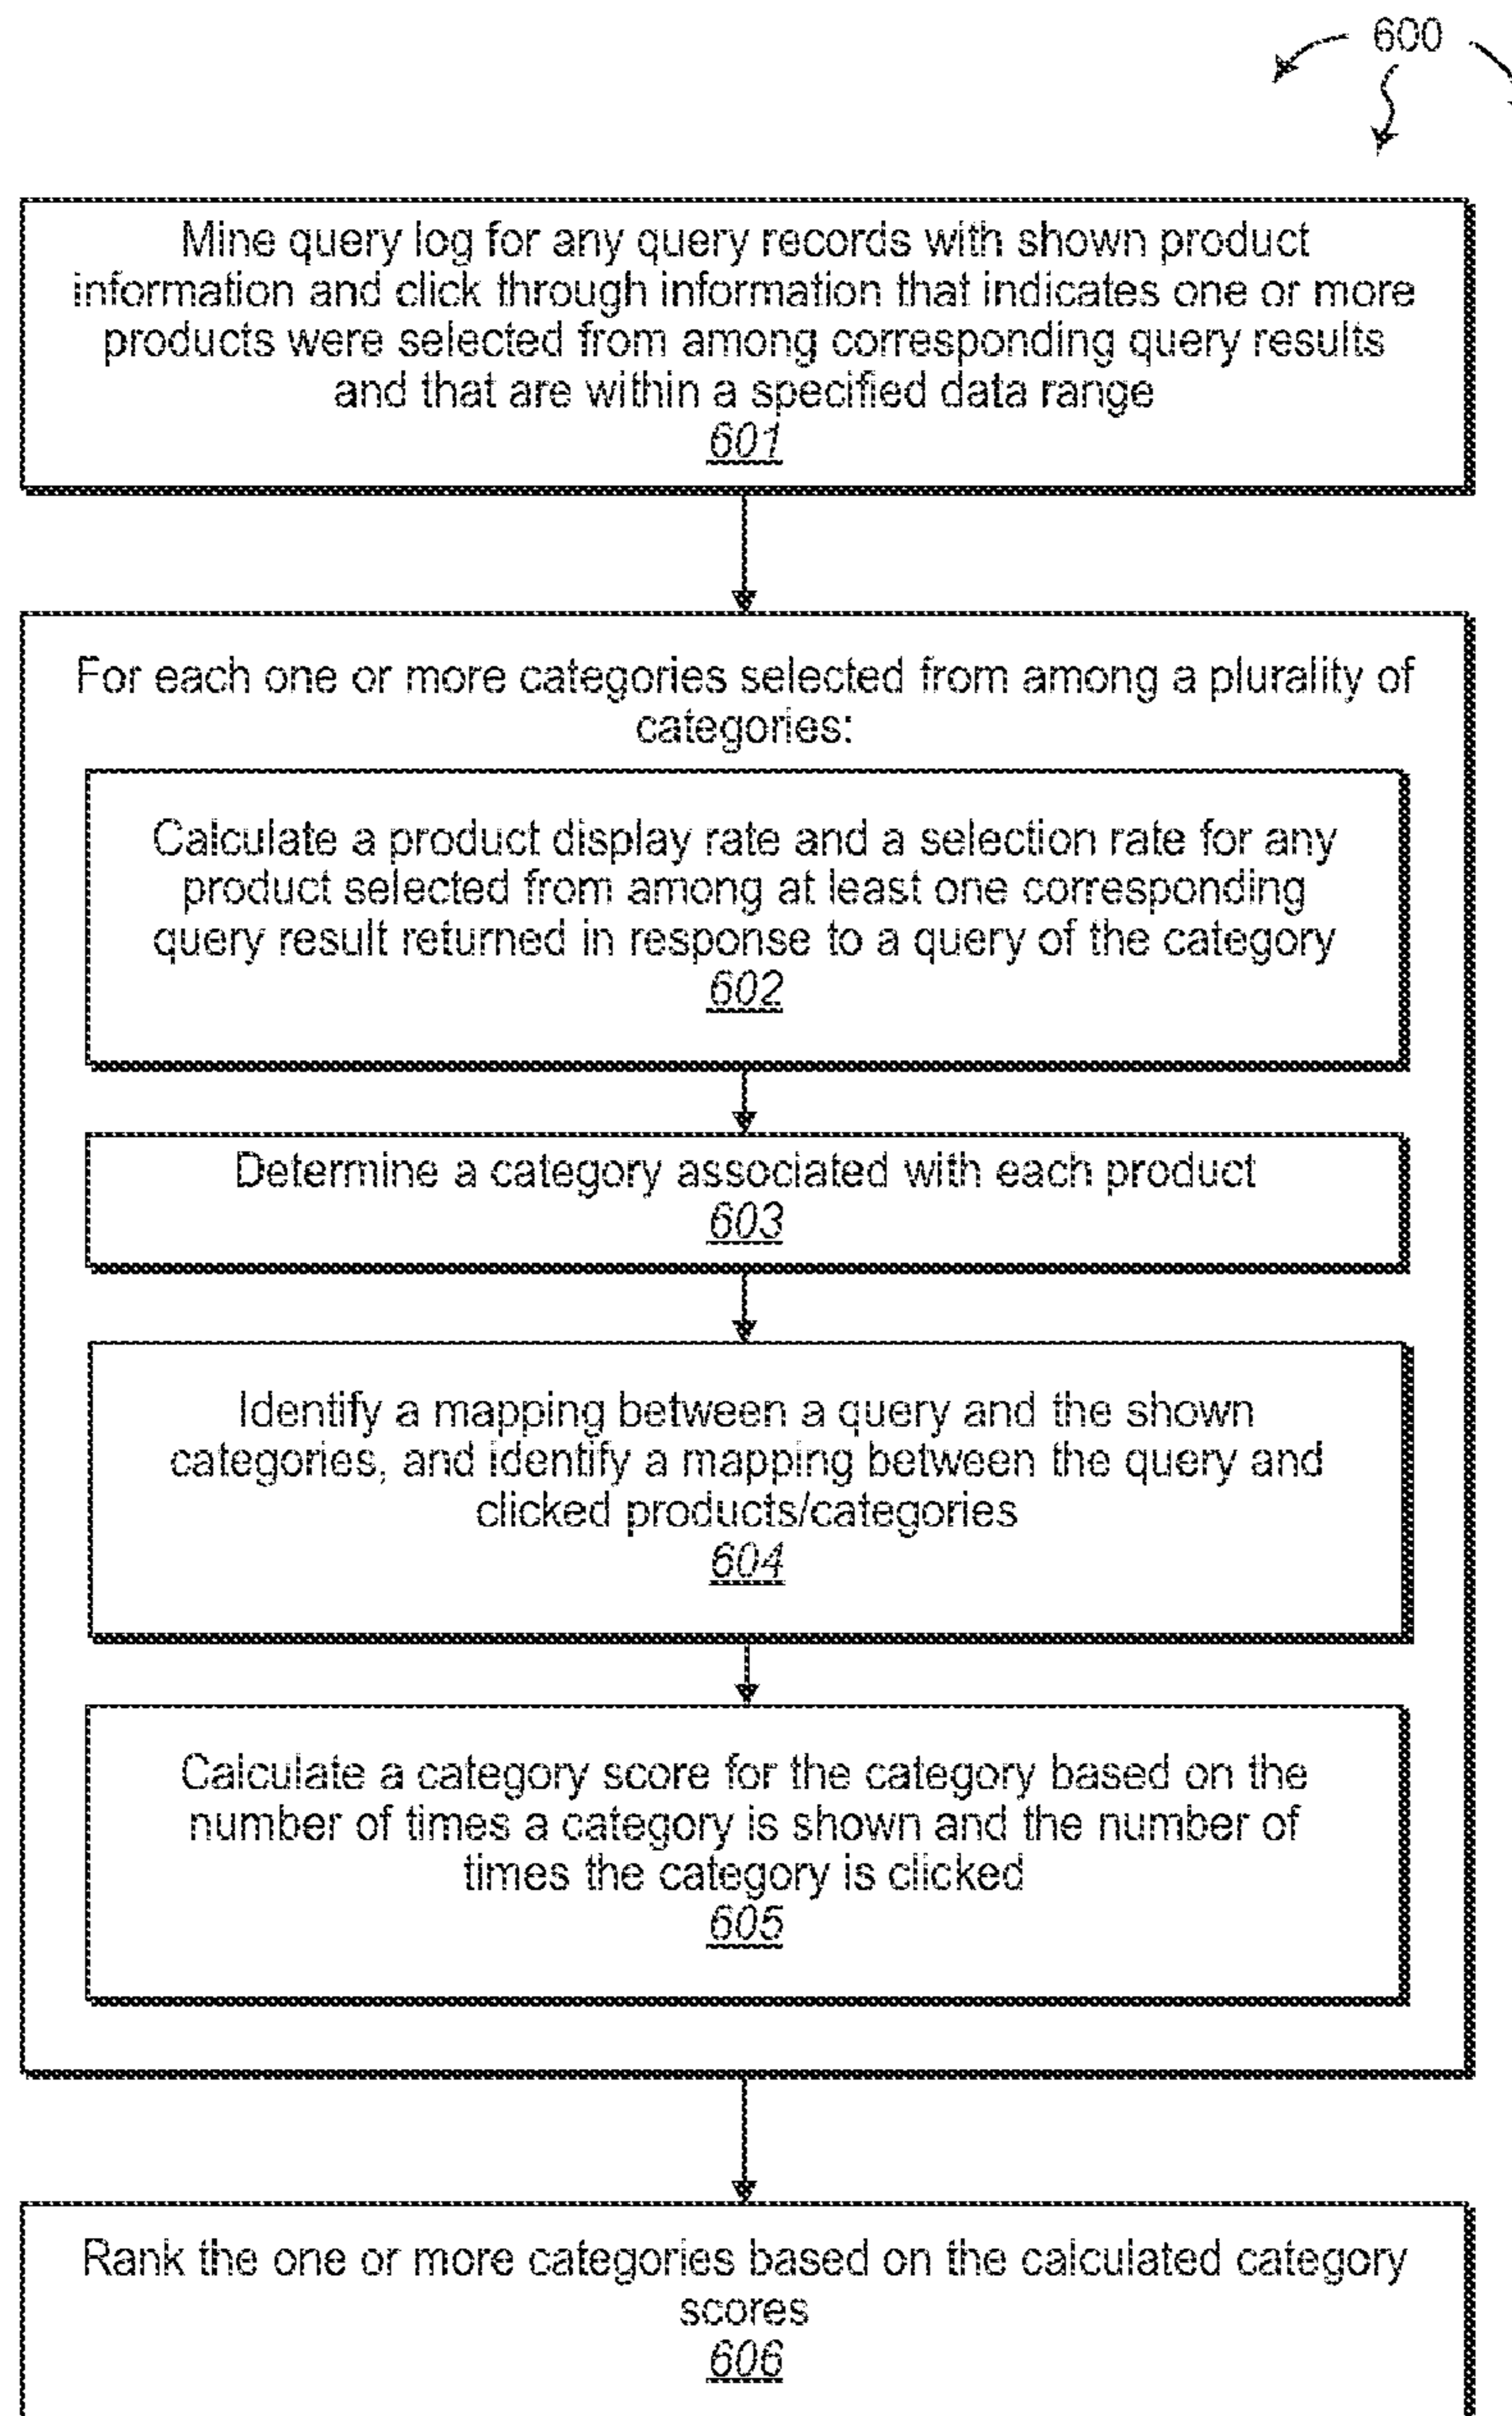 600
Mine query log for any query records with shown product
information and click through information that indicates one or more
products were selected from among corresponding query results
and that are within a specified data range
601
For each one or more categories selected from among a plurality of
categories:
Calculate a product display rate and a selection rate for any
product selected from among at least one corresponding
query result returned in response to a query of the category
602
Determine a category associated with each product
603
Identify a mapping between a query and the shown
categories, and identify a mapping between the query and
clicked products/categories
604
Calculate a category score for the category based on the
number of times a category is shown and the number of
times the category is clicked
605
Rank the one or more categories based on the calculated category
scores
606